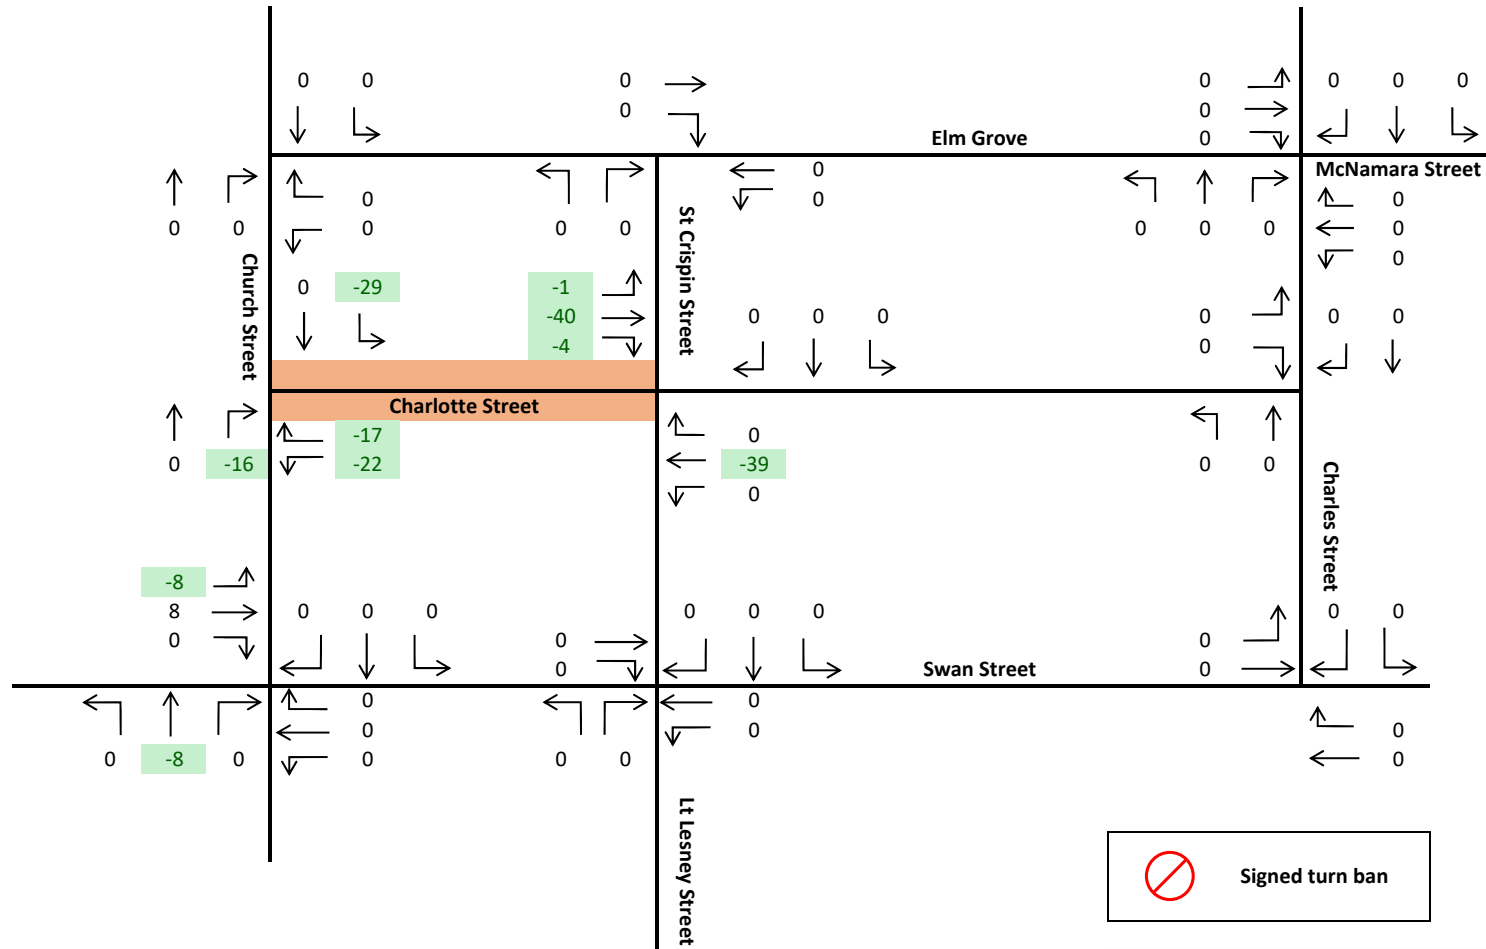 0 0 0 0 0 0 0
0 0
Elm Grove 0
0 McNamara Street
0 0 0
0 0 0 0 0 0 0 0 0 0
0
Church Street
St Crispin Street
0 -29 -1
-40 0 0 0 0 0 0
-4 0
Charlotte Street
-17 0
0 -16 -22 -39 0 0
0
Charles Street
-8
8 0 0 0 0 0 0 0 0
0 0 0
0 Swan Street 0
0 0
0 0
0 -8 0 0 0 0 0
Lt Lesney Street
Signed turn ban